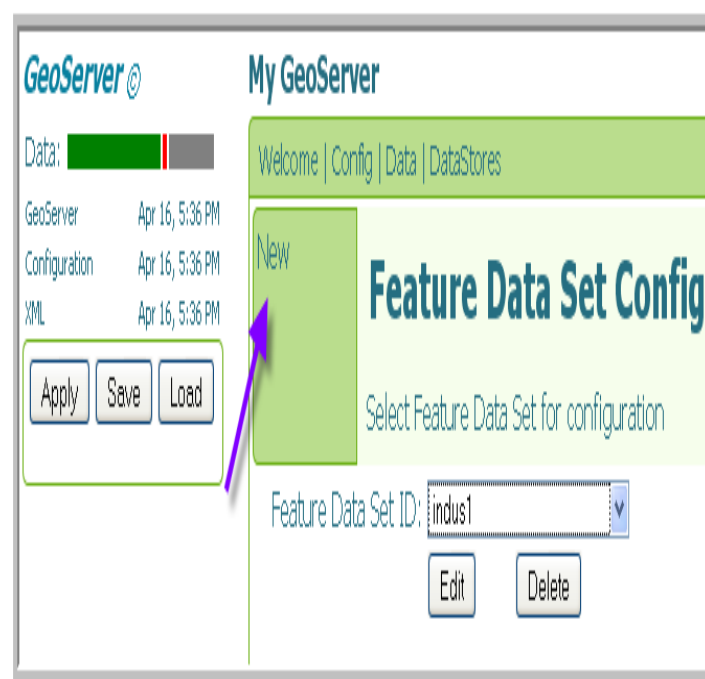 GeoServer ©
Data:
GeoServer Apr 16, 5:36 PM
Configuration Apr 16, 5:36 PM
XML Apr 16, 5:36 PM
Apply Save Load
My GeoServer
Welcome | Config | Data | DataStores
New
Feature Data Set Config
Select Feature Data Set for configuration
Feature Data Set ID: indus1
Edit Delete